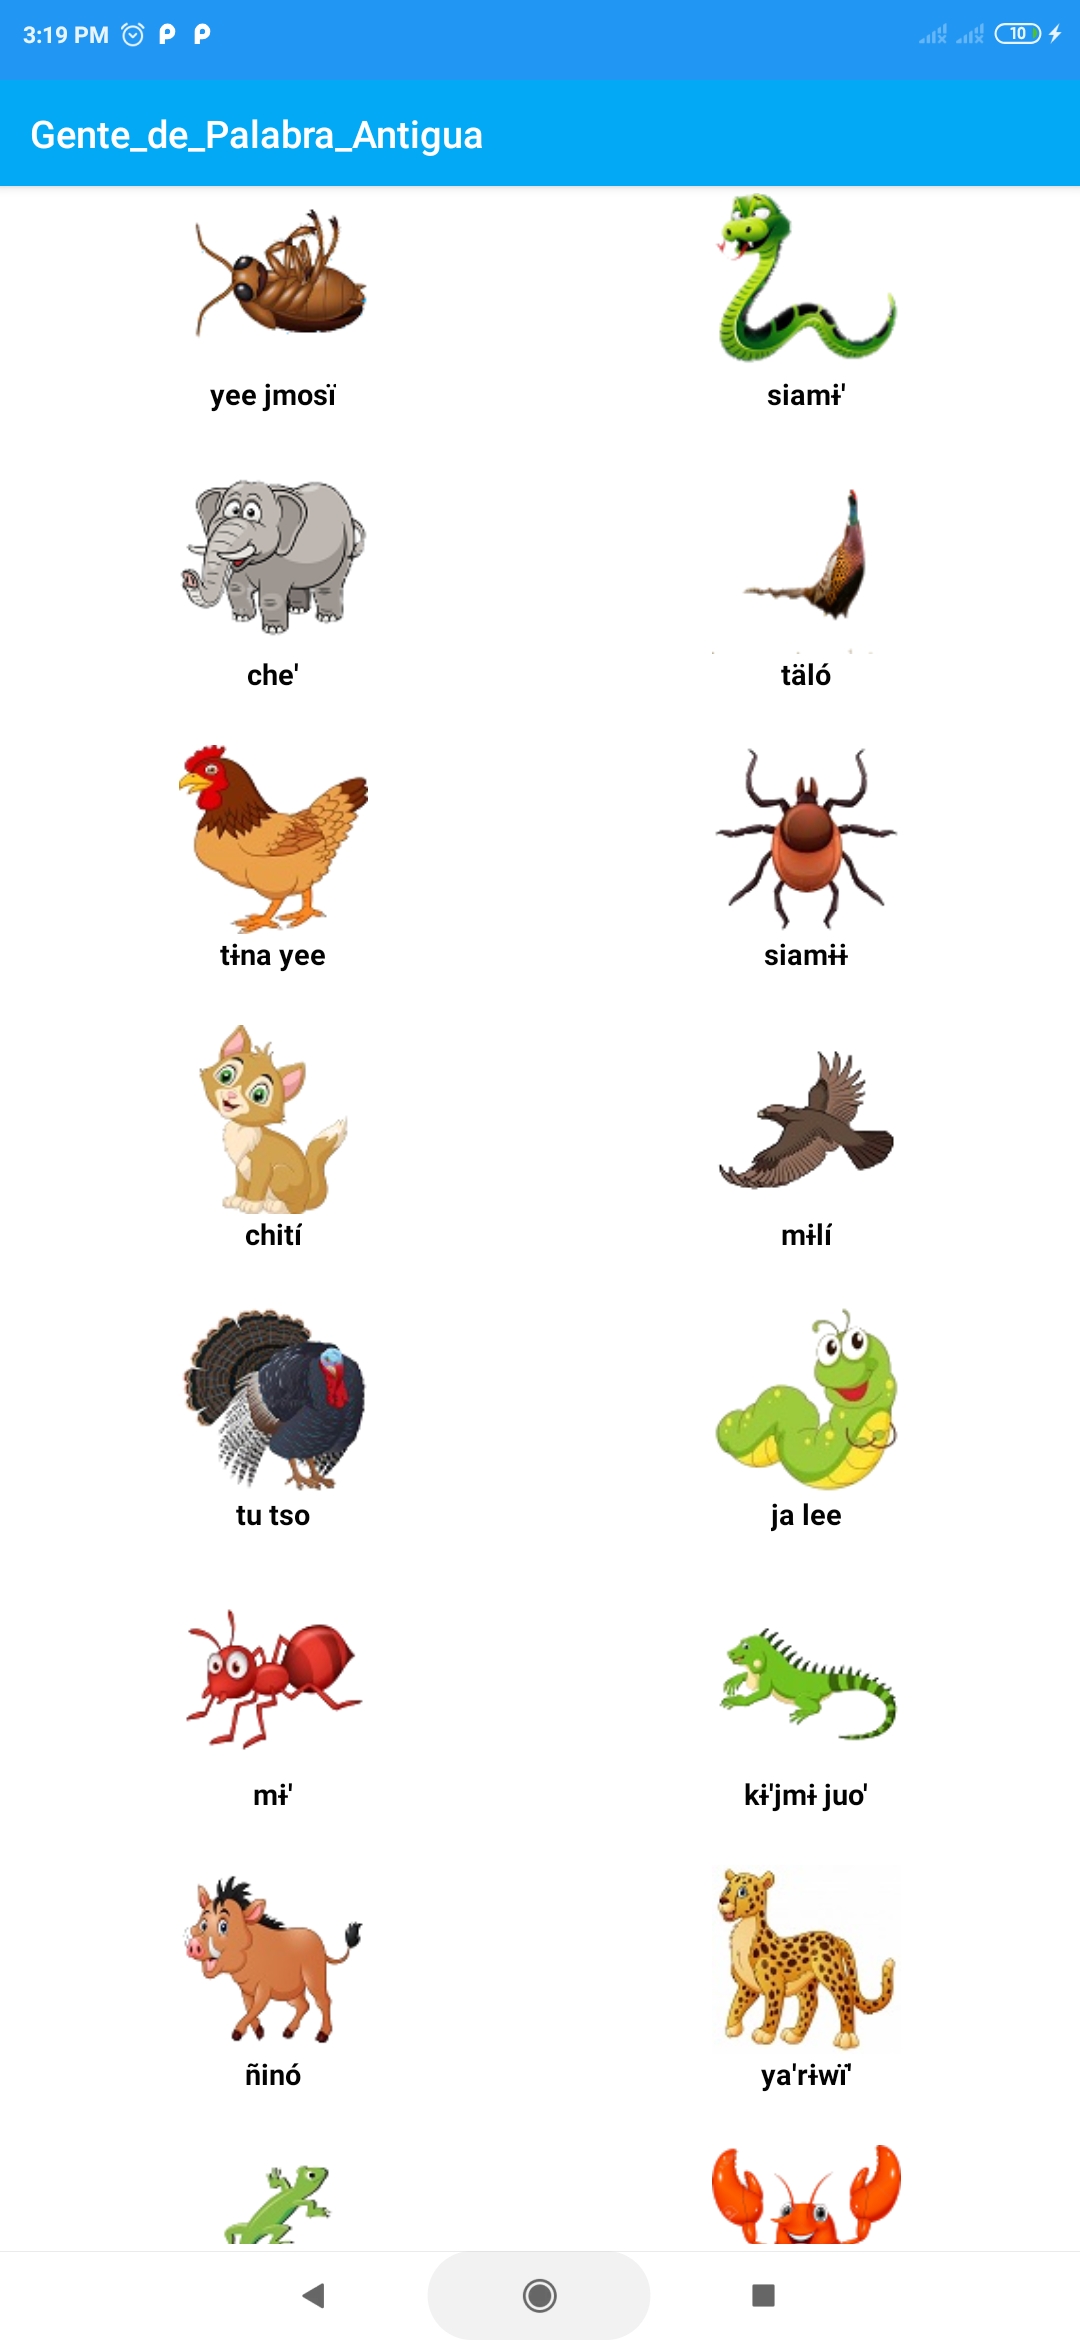 3:19 PM
10
Gente_de_Palabra_Antigua
yee jmosï
siamɨ'
che'
täló
tɨna yee
siamɨɨ
chití
mɨlí
tu tso
ja lee
mɨ'
kɨ'jmɨ juo'
ñinó
ya'rɨwï'